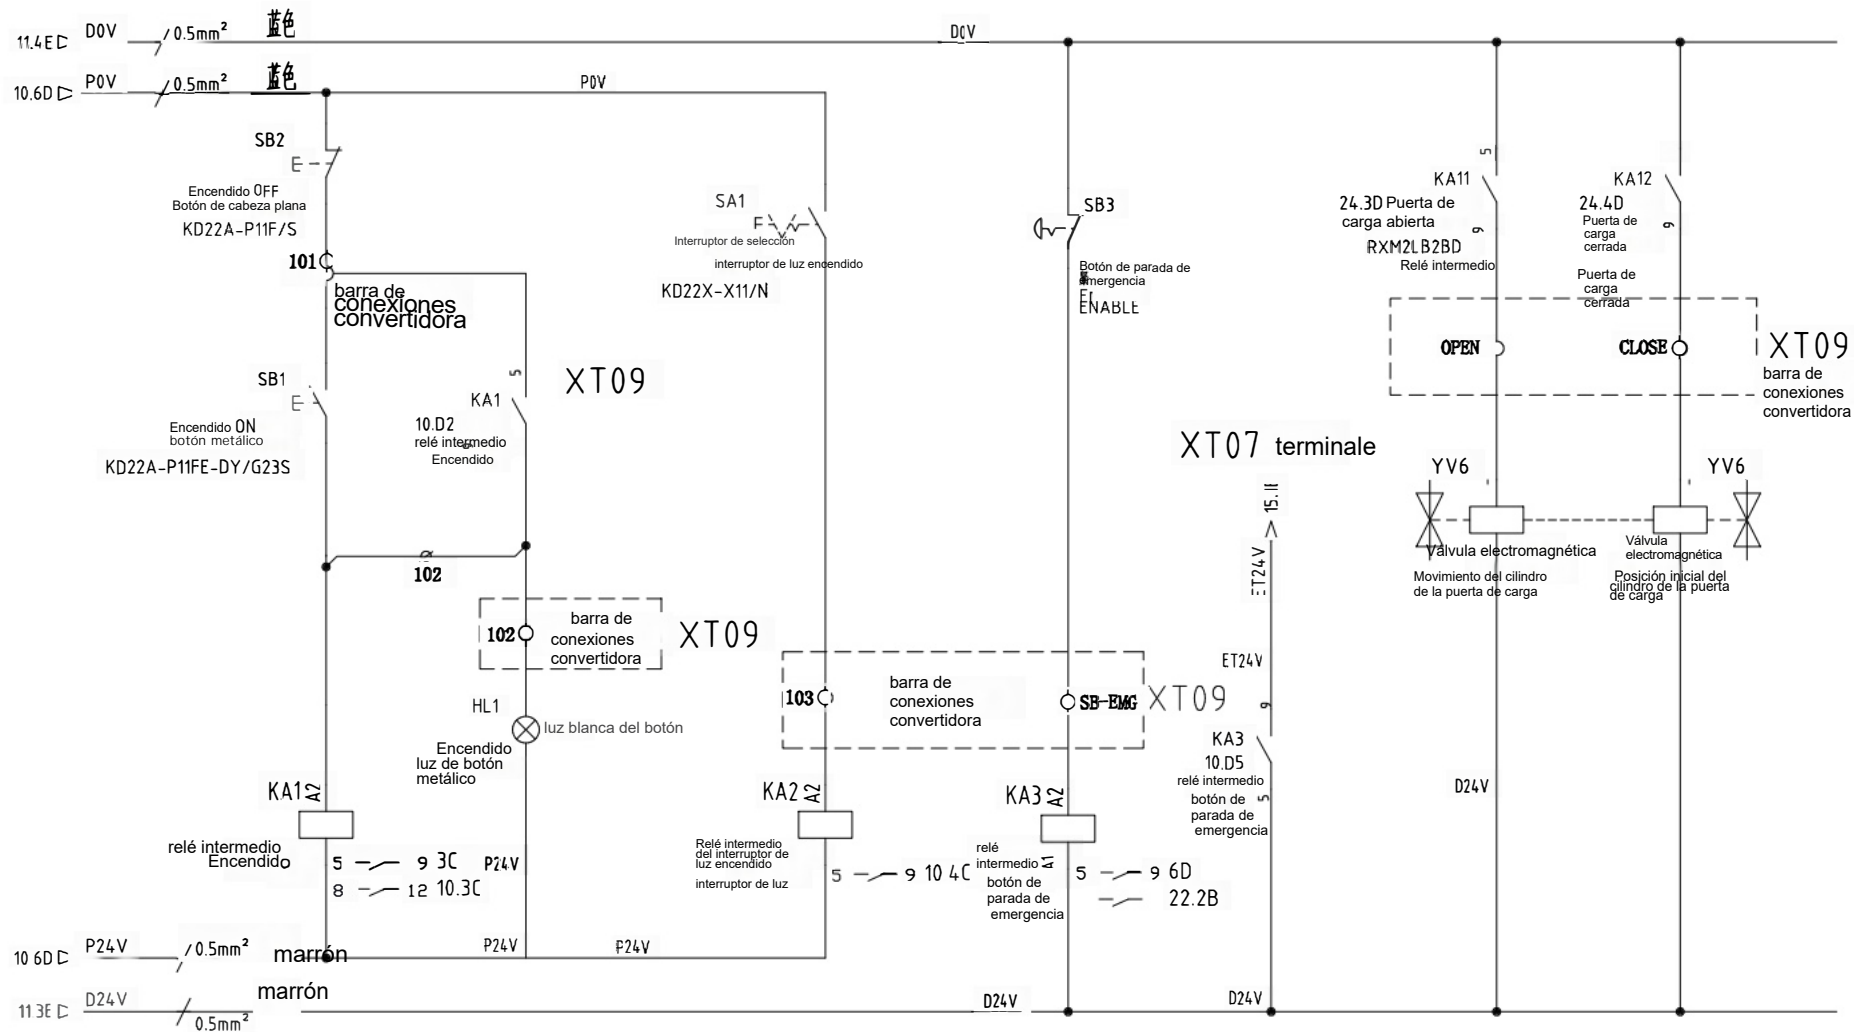 11.4E D0V 0.5mm² 蓝色 D0V
10.6D P0V 0.5mm² 蓝色 P0V
SB2
E
Encendido OFF
Botón de cabeza plana
KD22A-P11F/S
101
barra de
conexiones
convertidora
SB1
E
Encendido ON
botón metálico
KD22A-P11FE-DY/G23S
5
KA1
10.D2
relé intermedio
Encendido
XT09
102
102
barra de
conexiones
convertidora
XT09
HL1
luz blanca del botón
Encendido
luz de botón
metálico
KA1 A2
relé intermedio
Encendido
5 9 3C P24V
8 12 10.3C
SA1
F
Interruptor de selección
interruptor de luz encendido
KD22X-X11/N
103
barra de
conexiones
convertidora
SB-EMG XT09
KA2 A2
Relé intermedio
del interruptor de
luz encendido
interruptor de luz
5 9 10 4C
SB3
Botón de parada de
emergencia
ENABLE
KA3 A2
relé
intermedio A1
botón de
parada de
emergencia
5 9 6D
22.2B
XT07 terminale
ET24V
ET24V
9
KA3
10.D5
relé intermedio
5
botón de
parada de
emergencia
5
KA11
24.3D Puerta de
carga abierta
9
RXM2LB2BD
Relé intermedio
KA12
24.4D
9
Puerta de
carga
cerrada
Puerta de
carga
cerrada
OPEN
CLOSE
XT09
barra de
conexiones
convertidora
YV6
YV6
Válvula electromagnética
Movimiento del cilindro
de la puerta de carga
Válvula
electromagnética
Posición inicial del
cilindro de la puerta
de carga
D24V
10 6D P24V 0.5mm² marrón P24V P24V
11 3E D24V 0.5mm² marrón D24V D24V